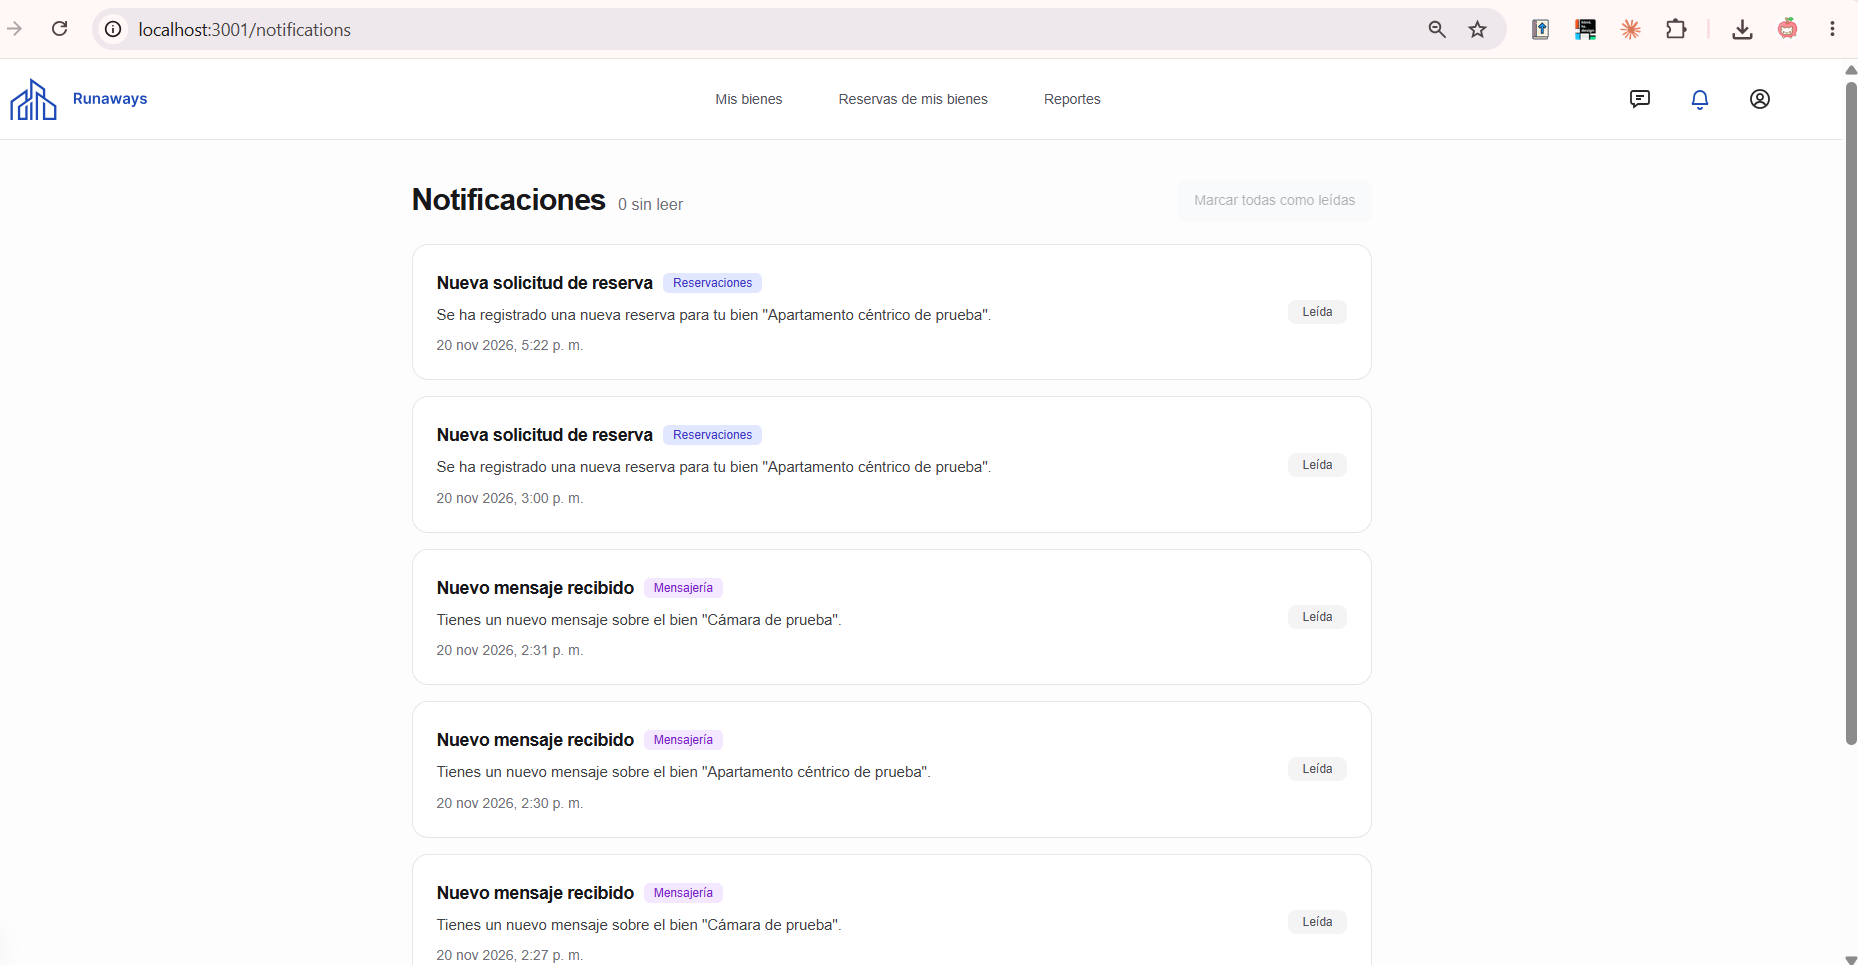 localhost:3001/notifications
Runaways
Mis bienes
Reservas de mis bienes
Reportes
Notificaciones 0 sin leer
Marcar todas como leídas
Nueva solicitud de reserva Reservaciones
Se ha registrado una nueva reserva para tu bien "Apartamento céntrico de prueba".
Leída
20 nov 2026, 5:22 p. m.
Nueva solicitud de reserva Reservaciones
Se ha registrado una nueva reserva para tu bien "Apartamento céntrico de prueba".
Leída
20 nov 2026, 3:00 p. m.
Nuevo mensaje recibido Mensajería
Tienes un nuevo mensaje sobre el bien "Cámara de prueba".
Leída
20 nov 2026, 2:31 p. m.
Nuevo mensaje recibido Mensajería
Tienes un nuevo mensaje sobre el bien "Apartamento céntrico de prueba".
Leída
20 nov 2026, 2:30 p. m.
Nuevo mensaje recibido Mensajería
Tienes un nuevo mensaje sobre el bien "Cámara de prueba".
Leída
20 nov 2026, 2:27 p. m.